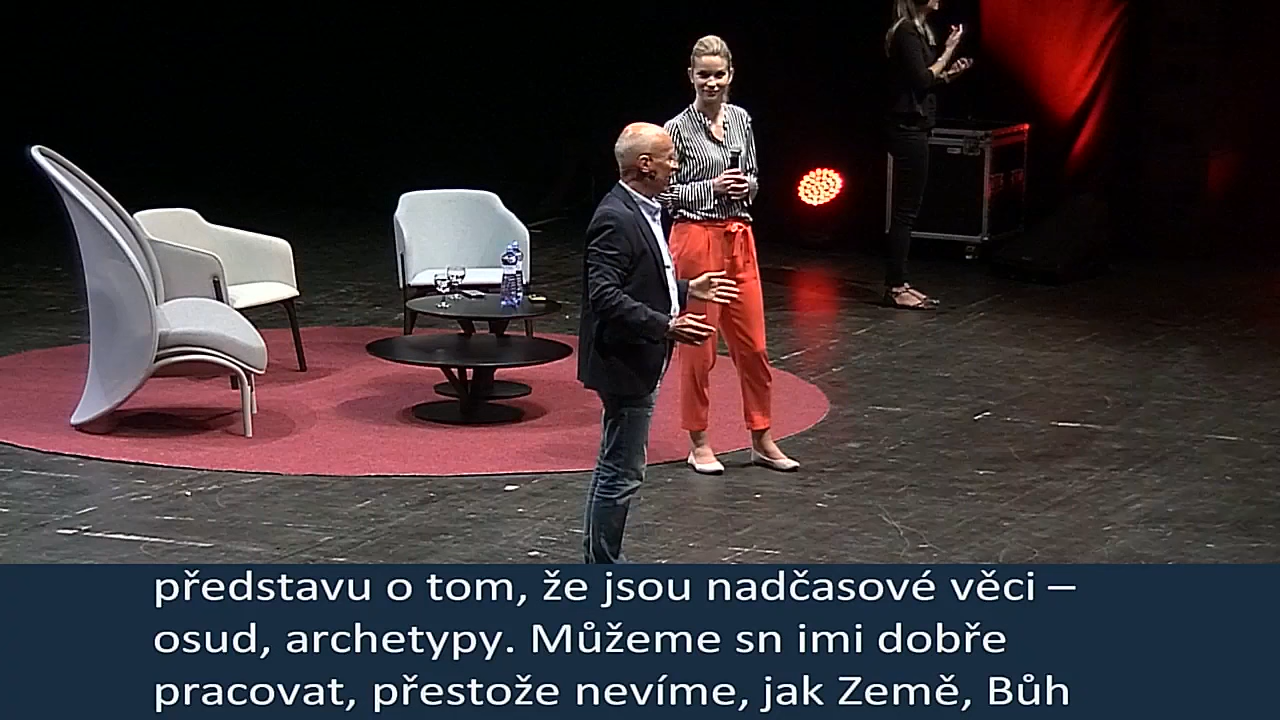 představu o tom, že jsou nadčasové věci –
osud, archetypy. Můžeme sn imi dobře
pracovat, přestože nevíme, jak Země, Bůh